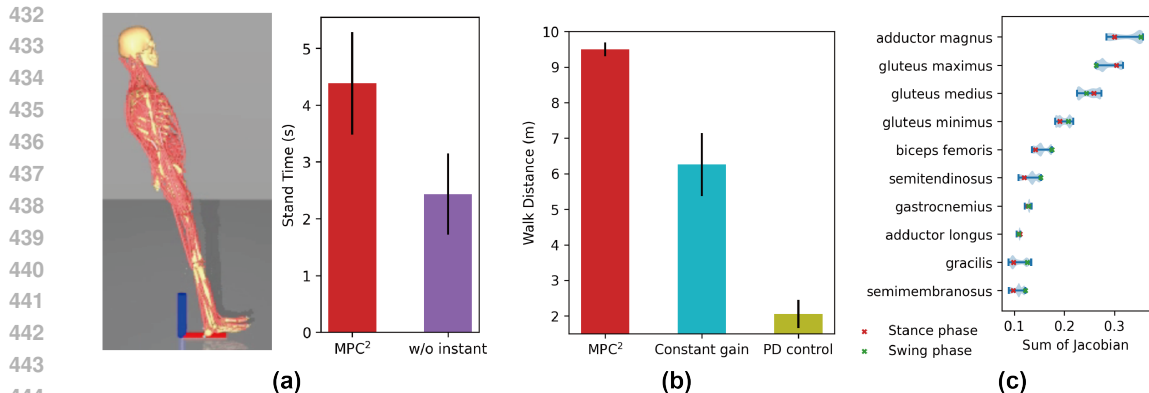 432
433
434
435
436
437
438
439
440
441
442
443
Stand Time (s)
5
4
3
2
1
0
MPC²
w/o instant
(a)
Walk Distance (m)
10
9
8
7
6
5
4
3
2
MPC²
Constant gain
PD control
(b)
adductor magnus
gluteus maximus
gluteus medius
gluteus minimus
biceps femoris
semitendinosus
gastrocnemius
adductor longus
gracilis
semimembranosus
0.1
0.2
0.3
Stance phase
Swing phase
Sum of Jacobian
(c)